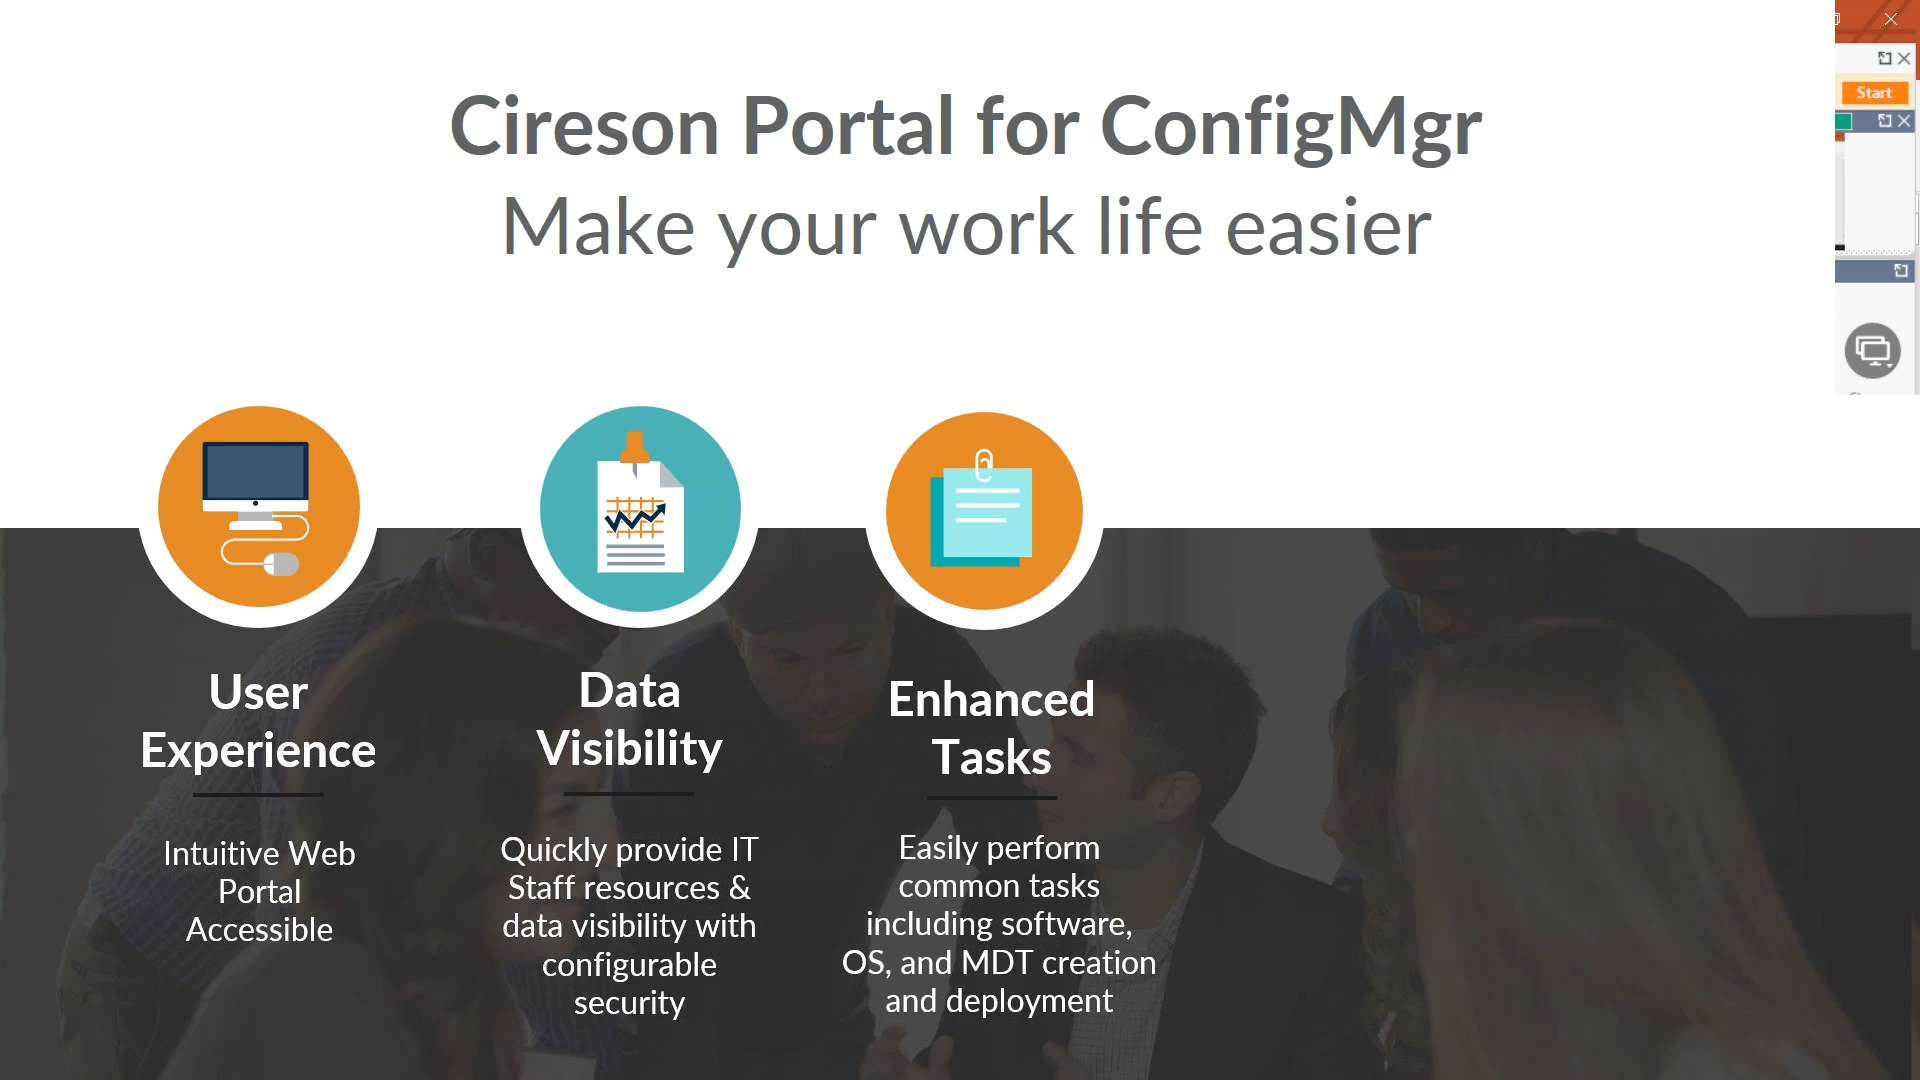 Cireson Portal for ConfigMgr
Make your work life easier
Start
User
Experience
Intuitive Web
Portal
Accessible
Data
Visibility
Quickly provide IT
Staff resources &
data visibility with
configurable
security
Enhanced
Tasks
Easily perform
common tasks
including software,
OS, and MDT creation
and deployment